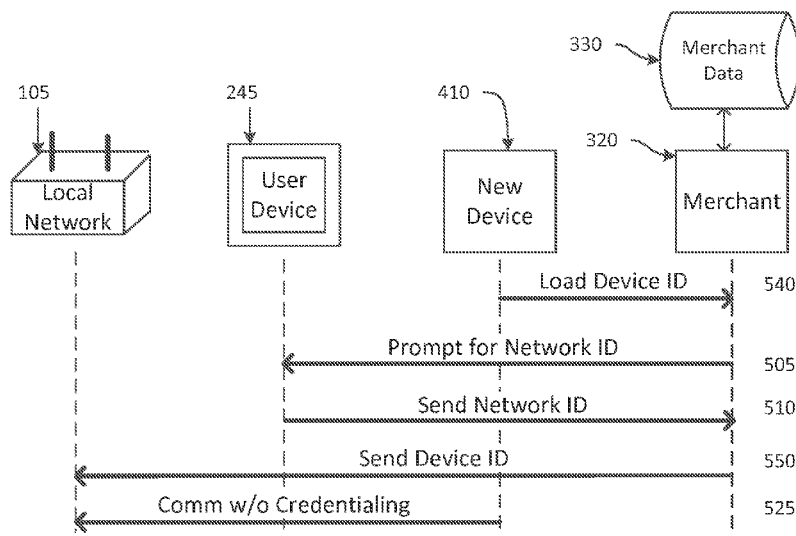 330
Merchant
Data
105
245
410
320
Local
Network
User
Device
New
Device
Merchant
Load Device ID
540
Prompt for Network ID
505
Send Network ID
510
Send Device ID
550
Comm w/o Credentialing
525